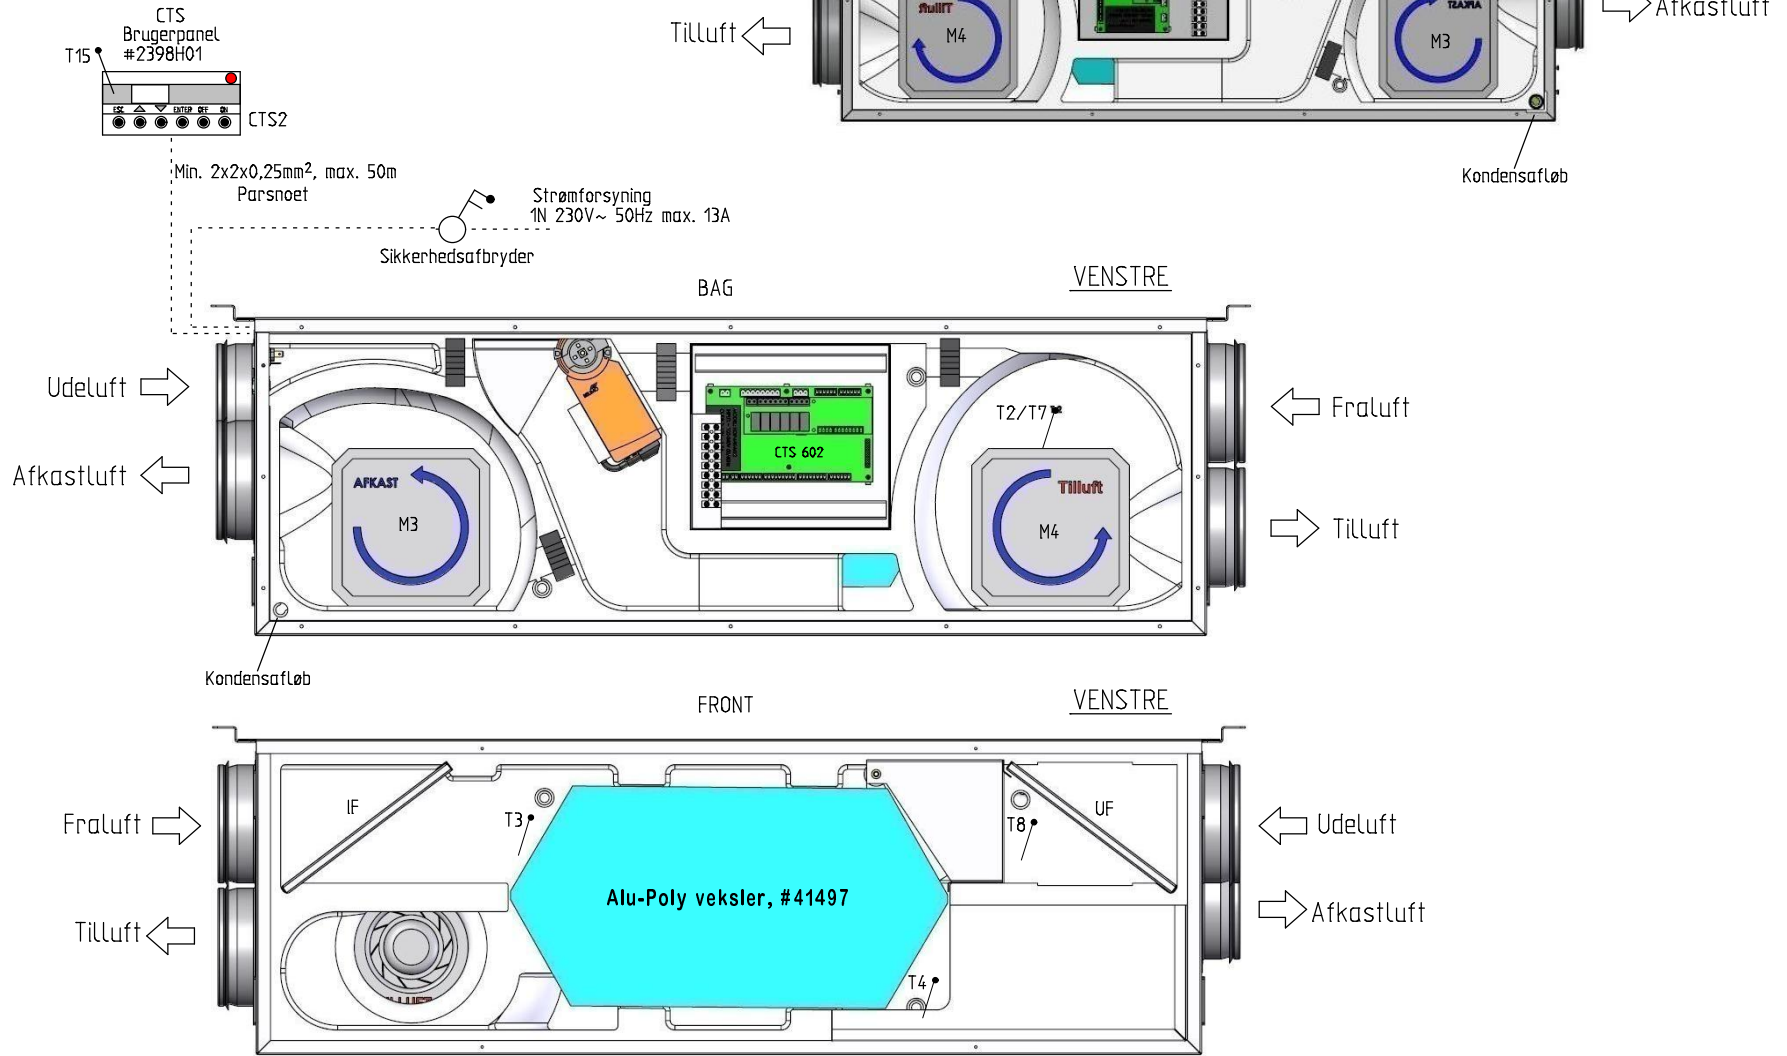 CTS
Brugerpanel
#2398H01
T15
ESC ENTER OFF ON
CTS2
Min. 2x2x0,25mm², max. 50m
Parsnoet
Strømforsyning
1N 230V~ 50Hz max. 13A
Sikkerhedsafbryder
Tilluft
Tilluft
M4
AFKAST
M3
Afkastluft
Kondensafløb
BAG
VENSTRE
Udeluft
Afkastluft
AFKAST
M3
CTS 602
T2/T7
Tilluft
M4
Fraluft
Tilluft
Kondensafløb
FRONT
VENSTRE
Fraluft
Tilluft
IF
T3
Alu-Poly veksler, #41497
T8
UF
T4
Udeluft
Afkastluft